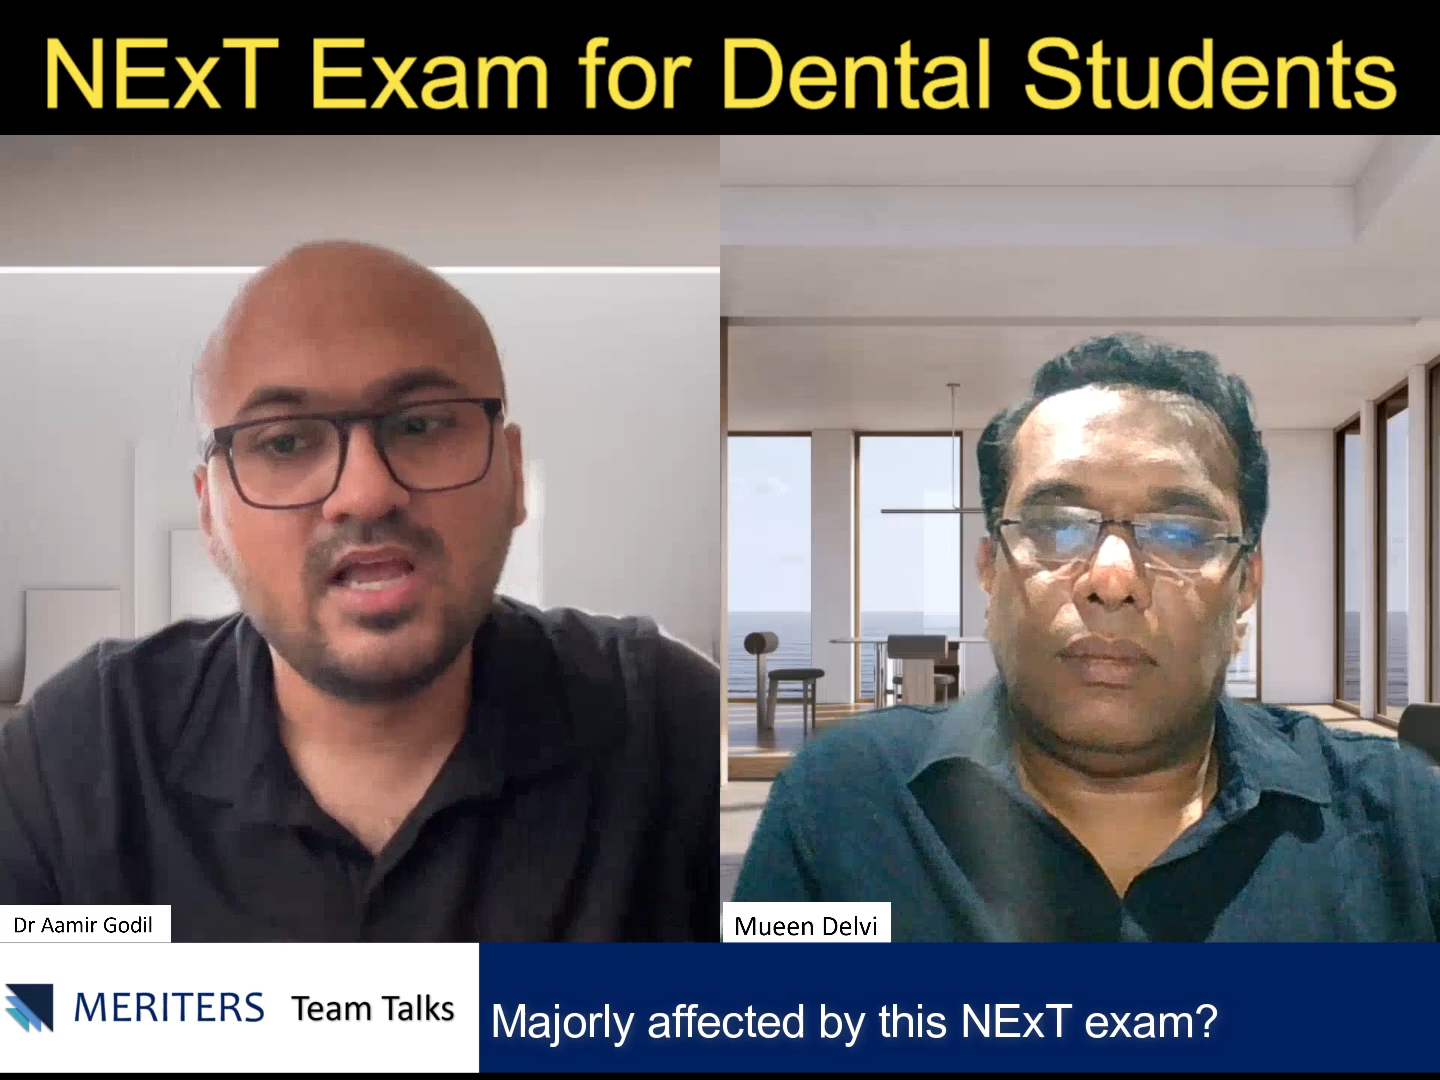 NExT Exam for Dental Students
Dr Aamir Godil
Mueen Delvi
MERITERS Team Talks
Majorly affected by this NExT exam?